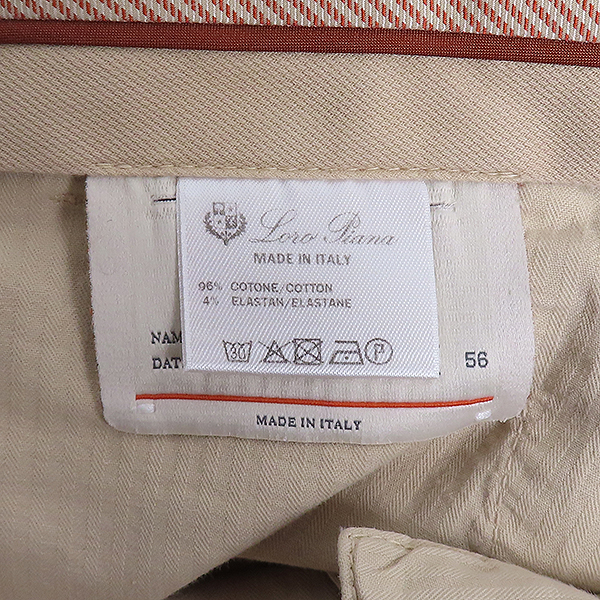 Loro Piana
MADE IN ITALY
96% COTONE/COTTON
4% ELASTAN/ELASTANE
30 P
NAM
DAT 56
MADE IN ITALY